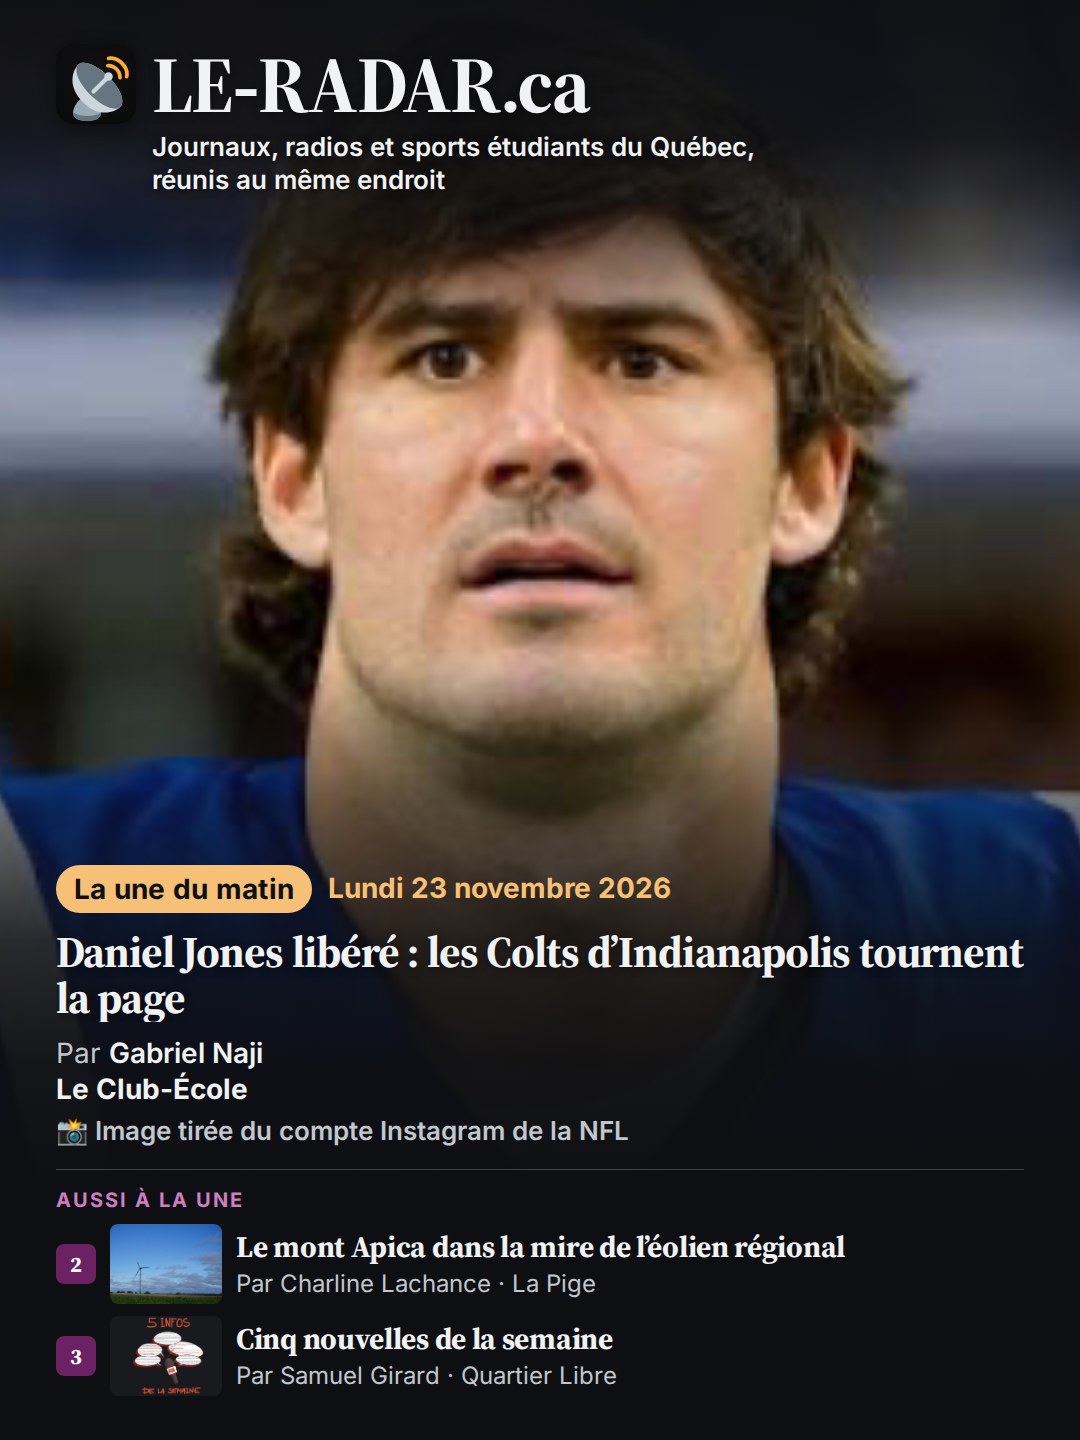 LE-RADAR.ca
Journaux, radios et sports étudiants du Québec,
réunis au même endroit
La une du matin
Lundi 23 novembre 2026
Daniel Jones libéré : les Colts d’Indianapolis tournent
la page
Par Gabriel Naji
Le Club-École
Image tirée du compte Instagram de la NFL
AUSSI À LA UNE
2
Le mont Apica dans la mire de l’éolien régional
Par Charline Lachance · La Pige
3
5 INFOS
DE LA SEMAINE
Cinq nouvelles de la semaine
Par Samuel Girard · Quartier Libre